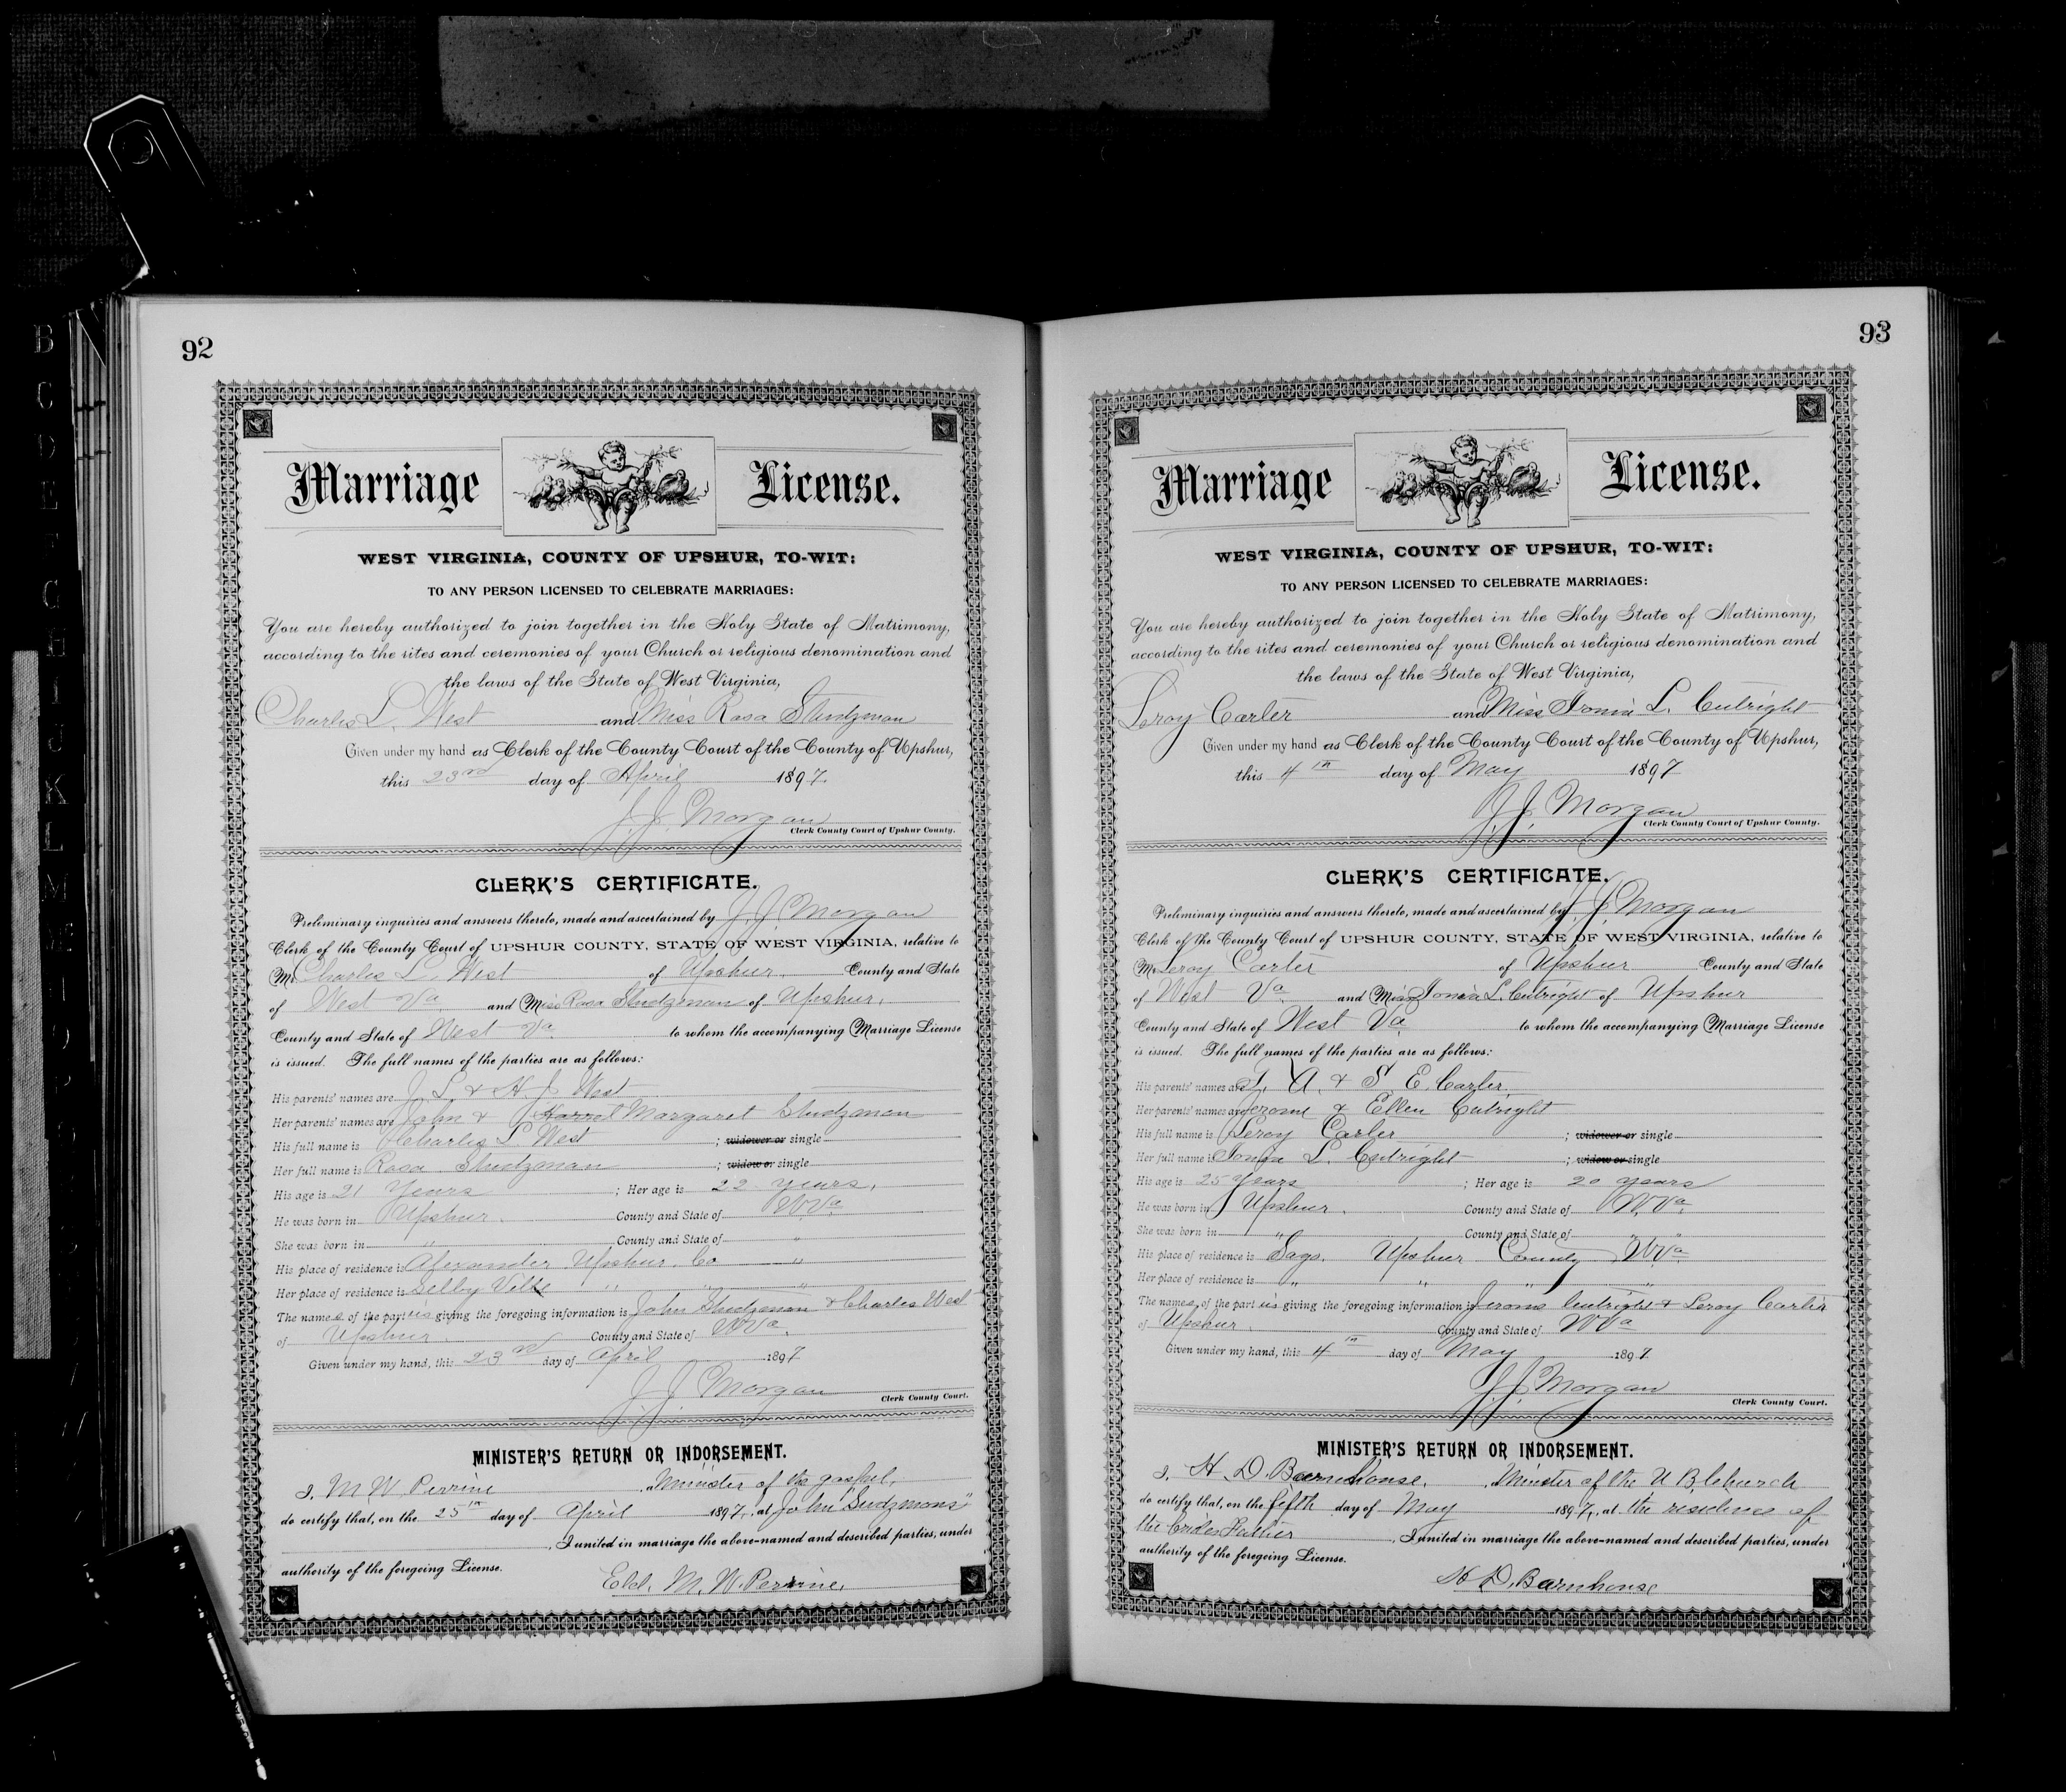 92
Marriage License.
WEST VIRGINIA, COUNTY OF UPSHUR, TO-WIT:
TO ANY PERSON LICENSED TO CELEBRATE MARRIAGES:
You are hereby authorized to join together in the Holy State of Matrimony,
according to the rites and ceremonies of your Church or religious denomination and
the laws of the State of West Virginia,
Charles L. West and Miss Rosa Stutzman
Given under my hand as Clerk of the County Court of the County of Upshur,
this 23rd day of April 1897.
J. J. Morgan
Clerk County Court of Upshur County.
CLERK'S CERTIFICATE.
Preliminary inquiries and answers thereto, made and ascertained by J. J. Morgan
Clerk of the County Court of UPSHUR COUNTY, STATE OF WEST VIRGINIA, relative to
Mr. Charles L. West of Upshur. County and State
of West Va and Miss Rosa Stutzman of Upshur,
County and State of West Va to whom the accompanying Marriage License
is issued. The full names of the parties are as follows:
His parents' names are J. L. & H. J. West
Her parents' names are John & Margaret Stutzman
His full name is Charles L. West ; widower or single
Her full name is Rosa Stutzman ; widow or single
His age is 21 years ; Her age is 22 years,
He was born in Upshur. County and State of W.Va
She was born in " County and State of "
His place of residence is Alexander Upshur Co "
Her place of residence is Selby Ville " " "
The names of the parties giving the foregoing information is John Stutzman & Charles West
of Upshur. County and State of W.Va.
Given under my hand, this 23rd day of April 1897
J. J. Morgan
Clerk County Court.
MINISTER'S RETURN OR INDORSEMENT.
I, M. W. Perrine, a Minister of the gospel,
do certify that, on the 25th day of April 1897, at John "Sudzmons"
, I united in marriage the above-named and described parties, under
authority of the foregoing License.
Eld. M. W. Perrine,
93
Marriage License.
WEST VIRGINIA, COUNTY OF UPSHUR, TO-WIT:
TO ANY PERSON LICENSED TO CELEBRATE MARRIAGES:
You are hereby authorized to join together in the Holy State of Matrimony,
according to the rites and ceremonies of your Church or religious denomination and
the laws of the State of West Virginia,
Leroy Carter and Miss Ionia L. Cutright
Given under my hand as Clerk of the County Court of the County of Upshur,
this 4th day of May 1897
J. J. Morgan
Clerk County Court of Upshur County.
CLERK'S CERTIFICATE.
Preliminary inquiries and answers thereto, made and ascertained by J. J. Morgan
Clerk of the County Court of UPSHUR COUNTY, STATE OF WEST VIRGINIA, relative to
Mr. Leroy Carter of Upshur County and State
of West Va and Miss Ionia L. Cutright of Upshur
County and State of West Va to whom the accompanying Marriage License
is issued. The full names of the parties are as follows:
His parents' names are A. & S. E. Carter.
Her parents' names are Jerome & Ellen Cutright
His full name is Leroy Carter ; widower or single
Her full name is Ionia L. Cutright ; widow or single
His age is 25 years ; Her age is 20 years
He was born in Upshur. County and State of W.Va.
She was born in " County and State of "
His place of residence is Sago. Upshur County W.Va
Her place of residence is " " " "
The names of the parties giving the foregoing information is Jerome Cutright & Leroy Carter
of Upshur. County and State of W.Va
Given under my hand, this 4th day of May 1897.
J. J. Morgan
Clerk County Court.
MINISTER'S RETURN OR INDORSEMENT.
I, H. D. Barnhouse, a Minister of the U B Church
do certify that, on the fifth day of May 1897, at the residence of
the brides Father, I united in marriage the above-named and described parties, under
authority of the foregoing License.
H. D. Barnhouse